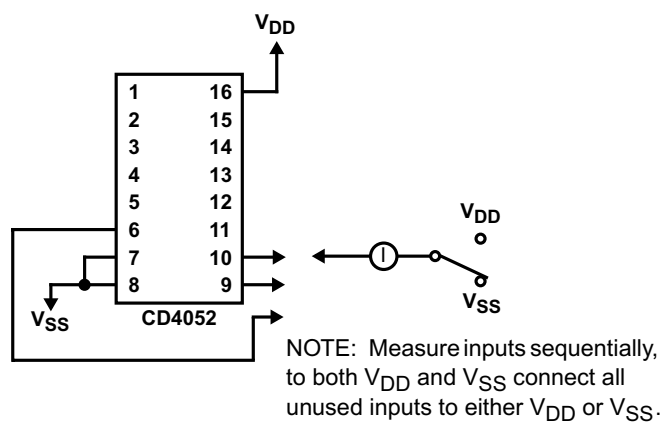 VDD
1 16
2 15
3 14
4 13
5 12
6 11
7 10
8 9
VSS
CD4052
I
VDD
VSS
NOTE: Measure inputs sequentially,
to both VDD and VSS connect all
unused inputs to either VDD or VSS.